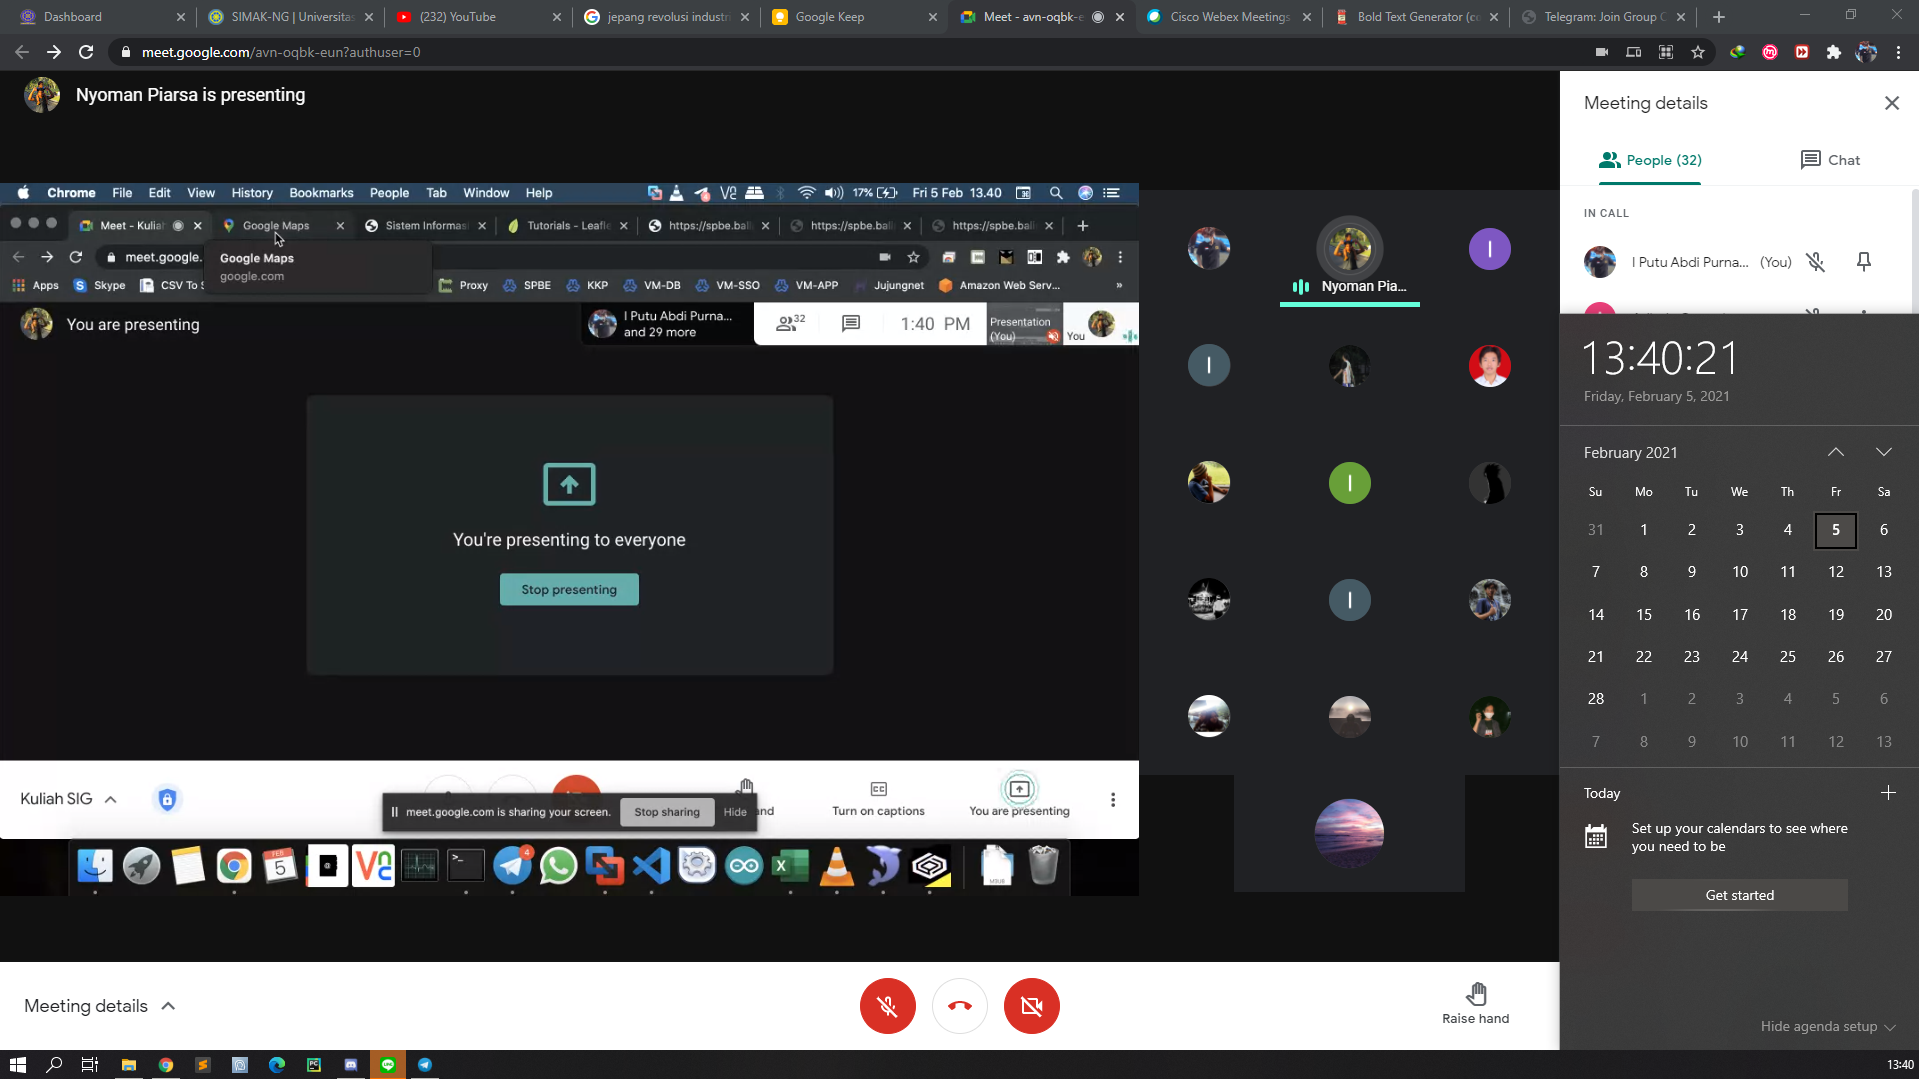 Dashboard
SIMAK-NG | Universitas
(232) YouTube
jepang revolusi industr
Google Keep
Meet - avn-oqbk-e
Cisco Webex Meetings
Bold Text Generator (c
Telegram: Join Group C
meet.google.com/avn-oqbk-eun?authuser=0
Nyoman Piarsa is presenting
Chrome File Edit View History Bookmarks People Tab Window Help
17% Fri 5 Feb 13.40
Meet - Kulia
Google Maps
Sistem Informas
Tutorials - Leafle
https://spbe.bali
https://spbe.bali
https://spbe.bali
meet.google.
Google Maps
google.com
Apps
Skype
CSV To S
Proxy
SPBE
KKP
VM-DB
VM-SSO
VM-APP
Jujungnet
Amazon Web Serv...
»
You are presenting
I Putu Abdi Purna...
and 29 more
32
1:40 PM
Presentation
(You)
You
You're presenting to everyone
Stop presenting
Kuliah SIG
meet.google.com is sharing your screen.
Stop sharing
Hide
nd
Turn on captions
You are presenting
FEB
5
4
Nyoman Pia...
I
I
I
I
Meeting details
People (32)
Chat
IN CALL
I Putu Abdi Purna... (You)
13:40:21
Friday, February 5, 2021
February 2021
Su Mo Tu We Th Fr Sa
31 1 2 3 4 5 6
7 8 9 10 11 12 13
14 15 16 17 18 19 20
21 22 23 24 25 26 27
28 1 2 3 4 5 6
7 8 9 10 11 12 13
Today
Set up your calendars to see where
you need to be
Get started
Hide agenda setup
Meeting details
Raise hand
13:40